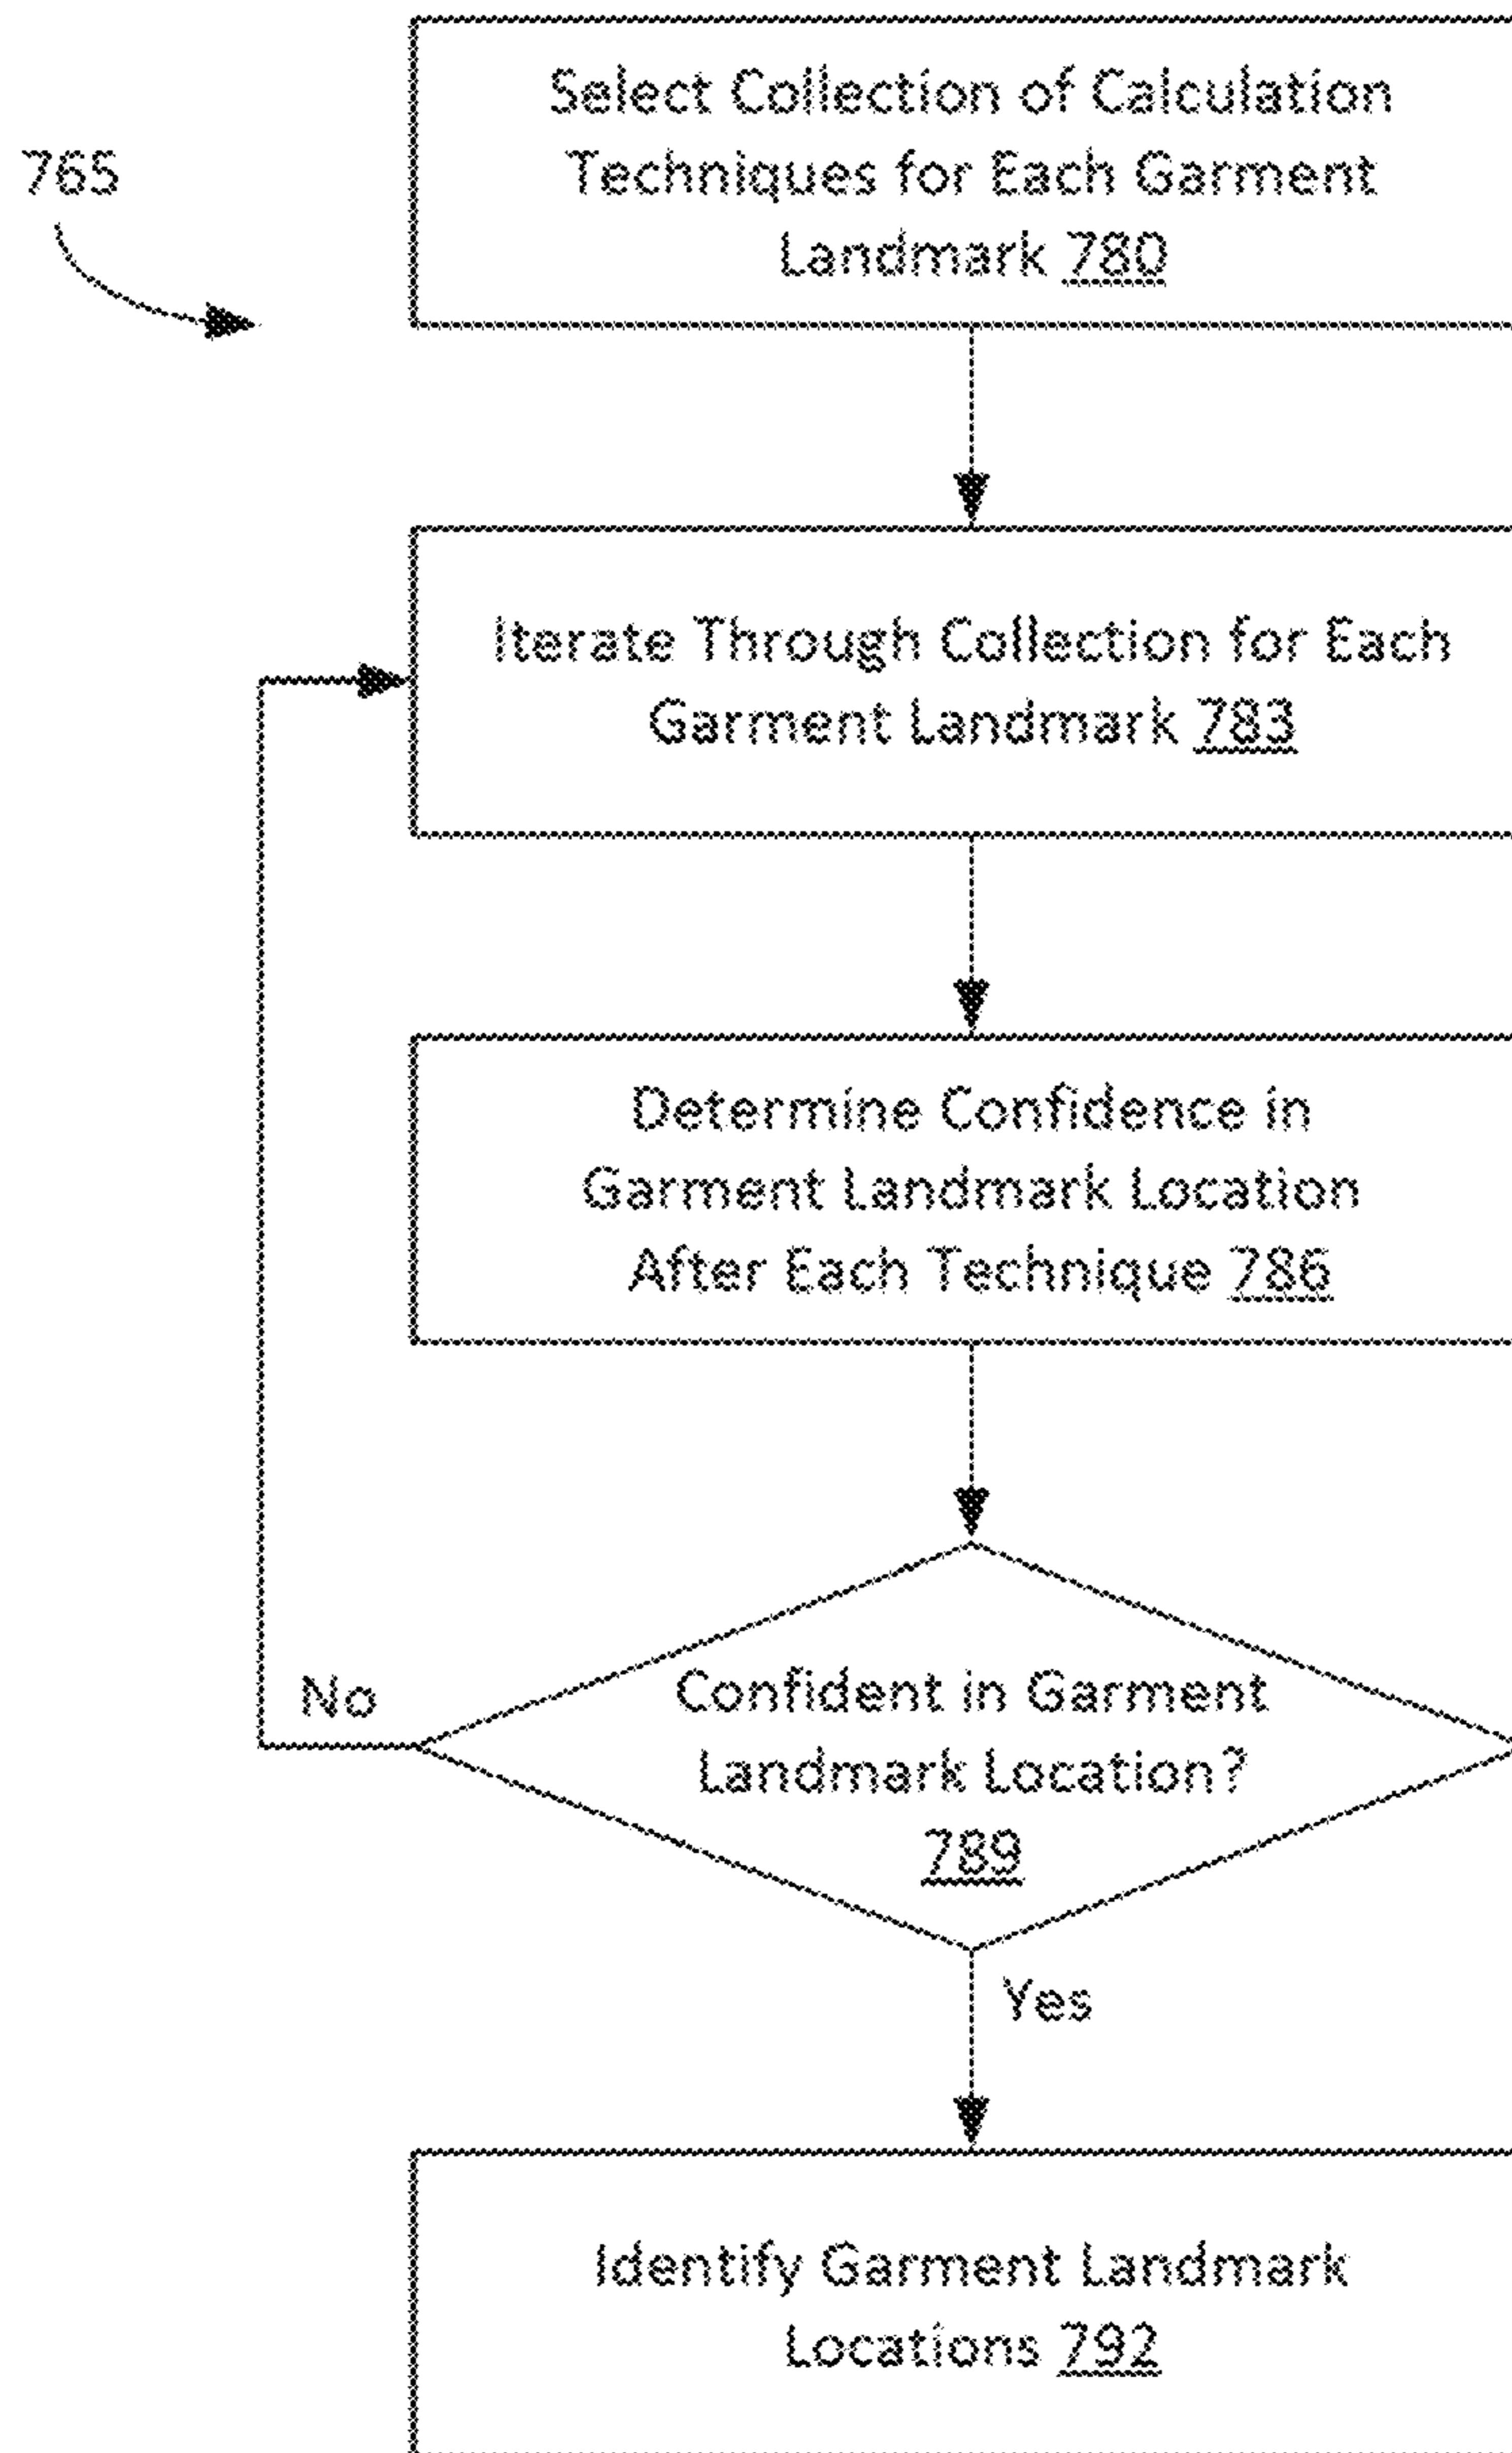 Select Collection of Calculation
Techniques for Each Garment
Landmark 780
765
Iterate Through Collection for Each
Garment Landmark 783
Determine Confidence in
Garment Landmark Location
After Each Technique 786
No
Confident in Garment
Landmark Location?
789
Yes
Identify Garment Landmark
Locations 792